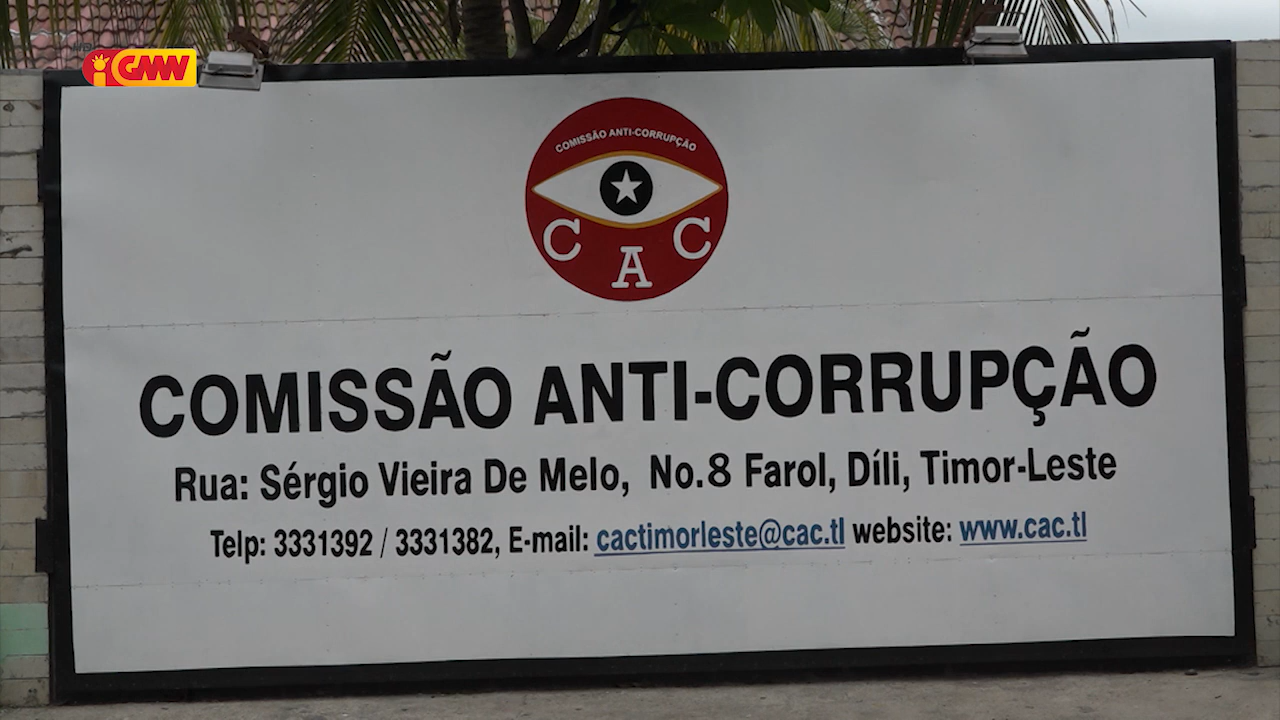 GMN
COMISSÃO ANTI-CORRUPÇÃO
C A C
COMISSÃO ANTI-CORRUPÇÃO
Rua: Sérgio Vieira De Melo, No.8 Farol, Díli, Timor-Leste
Telp: 3331392 / 3331382, E-mail: cactimorleste@cac.tl website: www.cac.tl